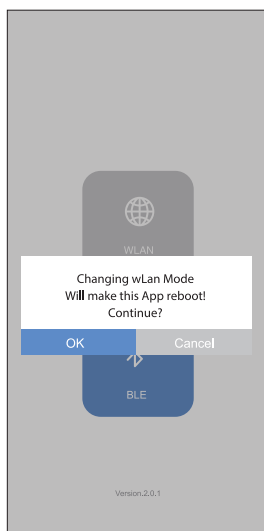 WLAN
Changing wLan Mode
Will make this App reboot!
Continue?
OK
Cancel
BLE
Version.2.0.1